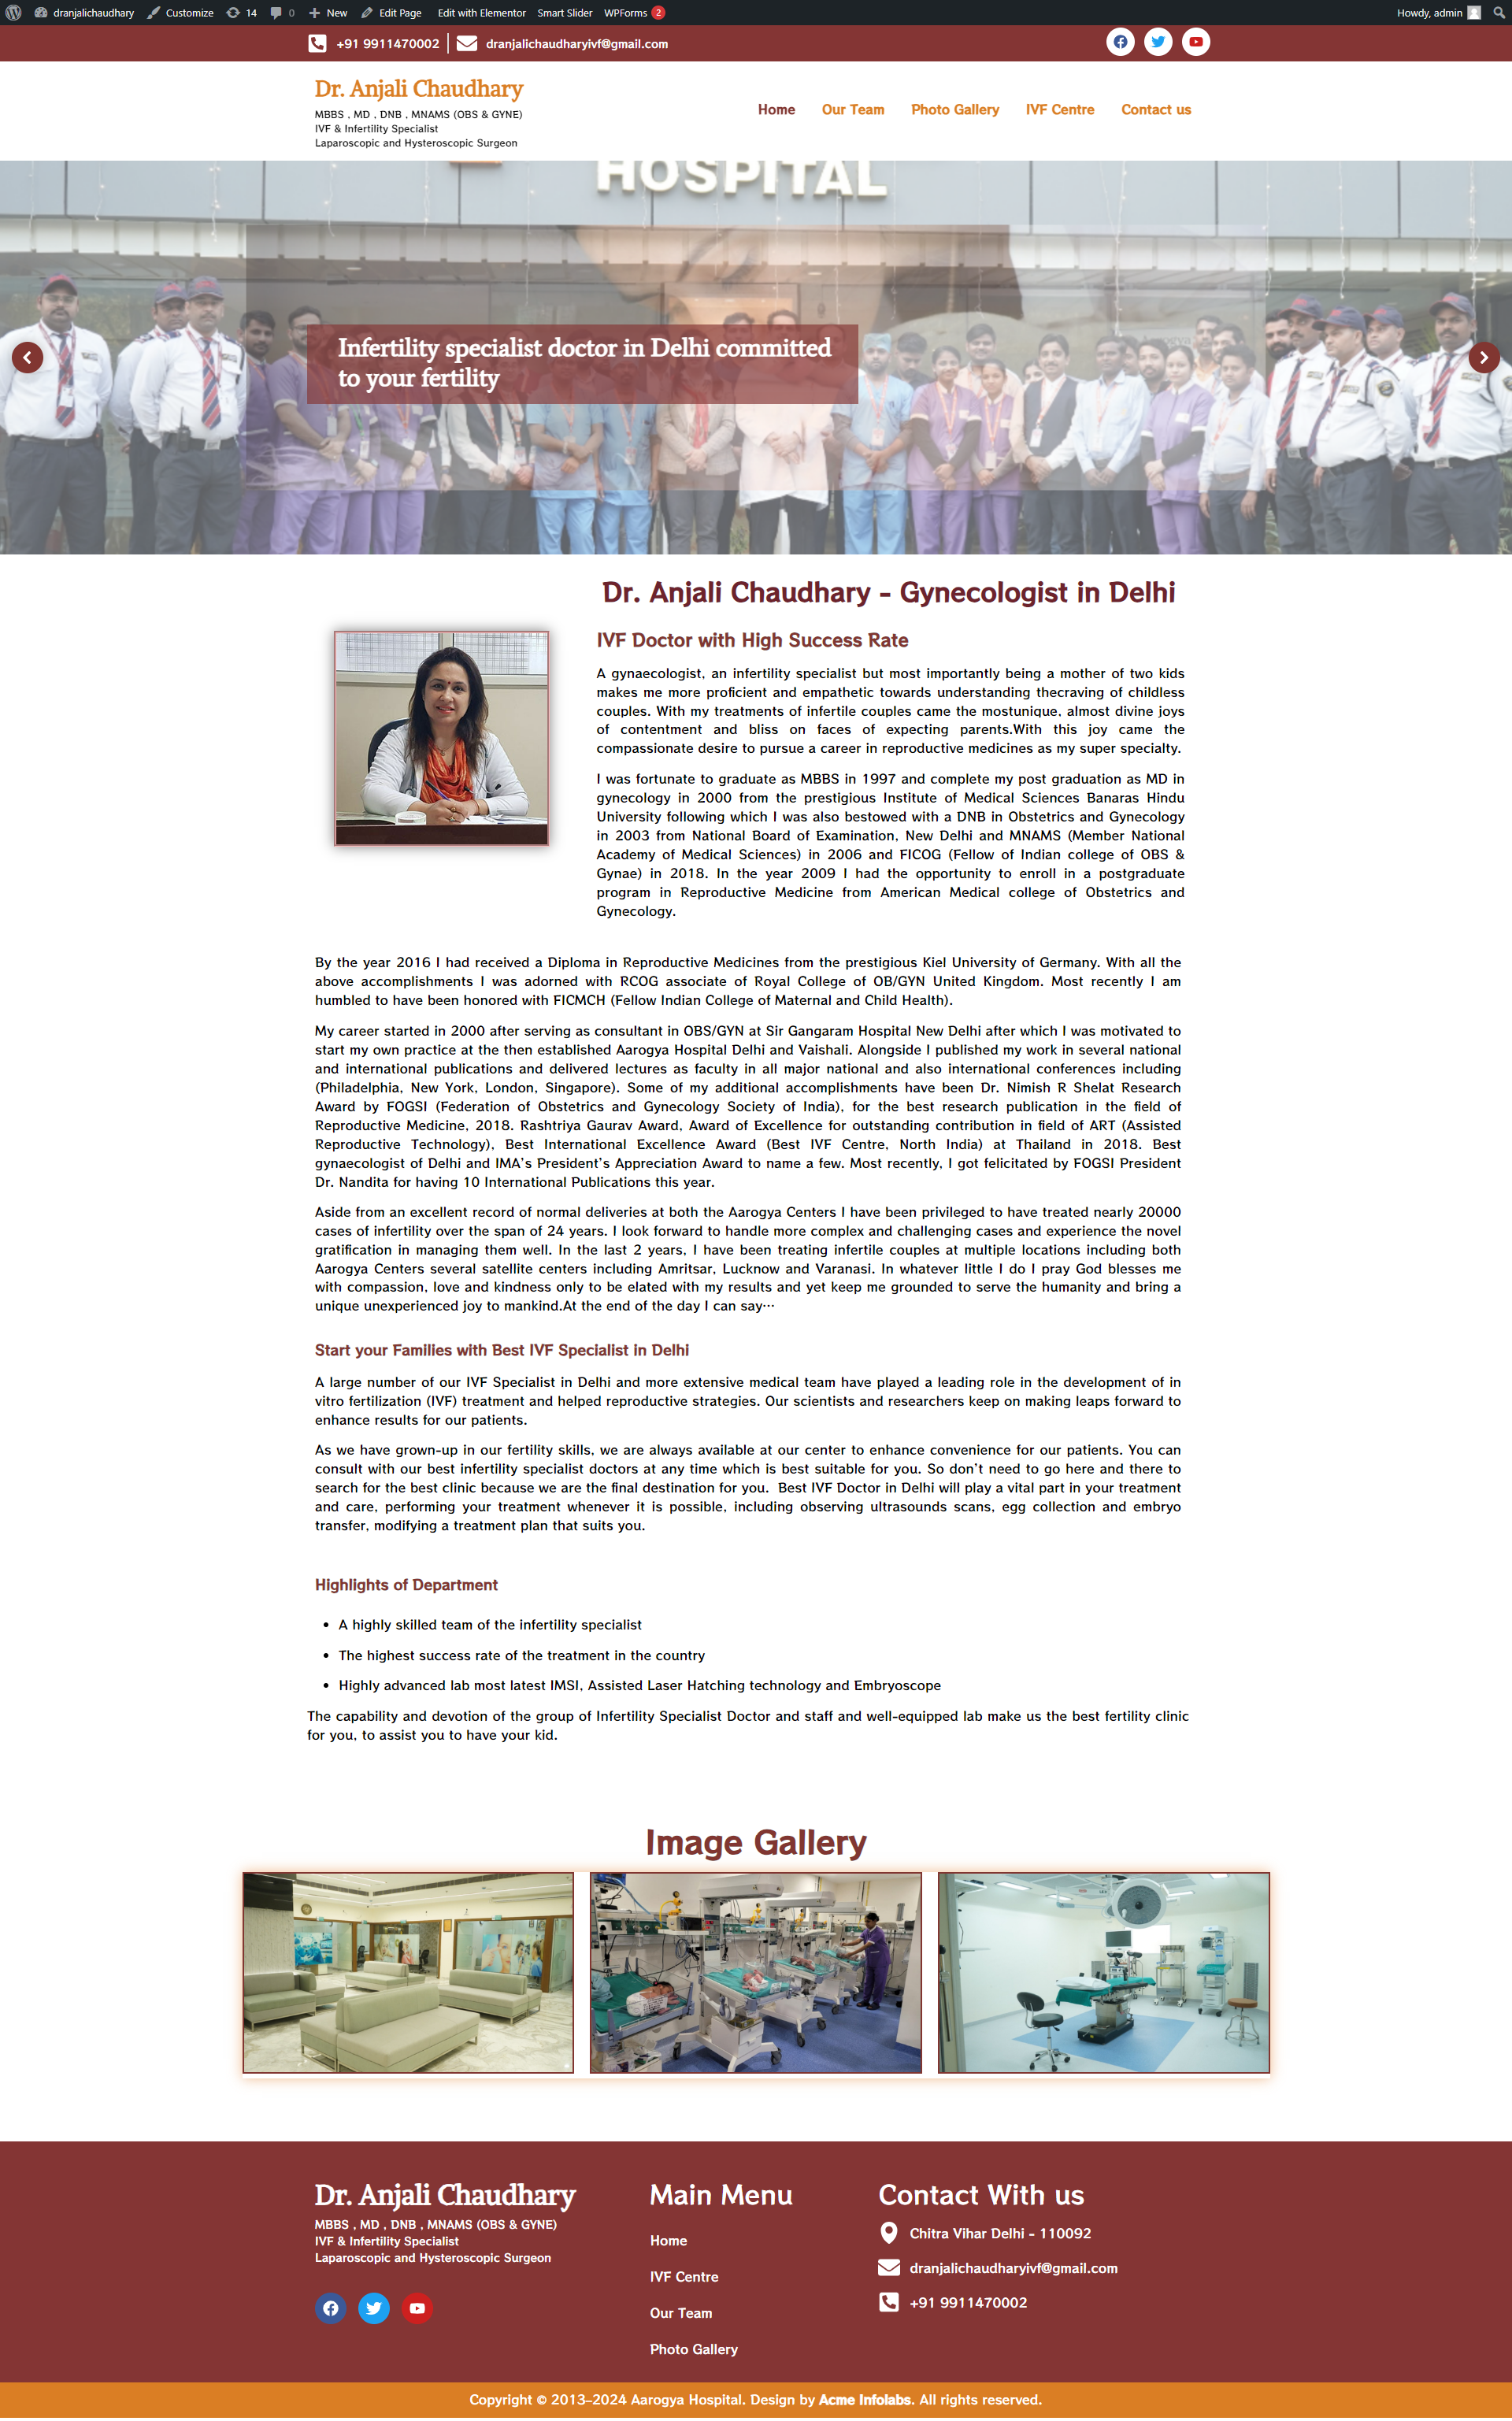 dranjalichaudhary Customize 14 0 New Edit Page Edit with Elementor Smart Slider WPForms 2 Howdy, admin
+91 9911470002 dranjalichaudharyivf@gmail.com
Dr. Anjali Chaudhary
MBBS , MD , DNB , MNAMS (OBS & GYNE)
IVF & Infertility Specialist
Laparoscopic and Hysteroscopic Surgeon
Home Our Team Photo Gallery IVF Centre Contact us
HOSPITAL
Infertility specialist doctor in Delhi committed
to your fertility
Dr. Anjali Chaudhary - Gynecologist in Delhi
IVF Doctor with High Success Rate
A gynaecologist, an infertility specialist but most importantly being a mother of two kids
makes me more proficient and empathetic towards understanding thecraving of childless
couples. With my treatments of infertile couples came the mostunique, almost divine joys
of contentment and bliss on faces of expecting parents.With this joy came the
compassionate desire to pursue a career in reproductive medicines as my super specialty.
I was fortunate to graduate as MBBS in 1997 and complete my post graduation as MD in
gynecology in 2000 from the prestigious Institute of Medical Sciences Banaras Hindu
University following which I was also bestowed with a DNB in Obstetrics and Gynecology
in 2003 from National Board of Examination, New Delhi and MNAMS (Member National
Academy of Medical Sciences) in 2006 and FICOG (Fellow of Indian college of OBS &
Gynae) in 2018. In the year 2009 I had the opportunity to enroll in a postgraduate
program in Reproductive Medicine from American Medical college of Obstetrics and
Gynecology.
By the year 2016 I had received a Diploma in Reproductive Medicines from the prestigious Kiel University of Germany. With all the
above accomplishments I was adorned with RCOG associate of Royal College of OB/GYN United Kingdom. Most recently I am
humbled to have been honored with FICMCH (Fellow Indian College of Maternal and Child Health).
My career started in 2000 after serving as consultant in OBS/GYN at Sir Gangaram Hospital New Delhi after which I was motivated to
start my own practice at the then established Aarogya Hospital Delhi and Vaishali. Alongside I published my work in several national
and international publications and delivered lectures as faculty in all major national and also international conferences including
(Philadelphia, New York, London, Singapore). Some of my additional accomplishments have been Dr. Nimish R Shelat Research
Award by FOGSI (Federation of Obstetrics and Gynecology Society of India), for the best research publication in the field of
Reproductive Medicine, 2018. Rashtriya Gaurav Award, Award of Excellence for outstanding contribution in field of ART (Assisted
Reproductive Technology), Best International Excellence Award (Best IVF Centre, North India) at Thailand in 2018. Best
gynaecologist of Delhi and IMA's President's Appreciation Award to name a few. Most recently, I got felicitated by FOGSI President
Dr. Nandita for having 10 International Publications this year.
Aside from an excellent record of normal deliveries at both the Aarogya Centers I have been privileged to have treated nearly 20000
cases of infertility over the span of 24 years. I look forward to handle more complex and challenging cases and experience the novel
gratification in managing them well. In the last 2 years, I have been treating infertile couples at multiple locations including both
Aarogya Centers several satellite centers including Amritsar, Lucknow and Varanasi. In whatever little I do I pray God blesses me
with compassion, love and kindness only to be elated with my results and yet keep me grounded to serve the humanity and bring a
unique unexperienced joy to mankind.At the end of the day I can say…
Start your Families with Best IVF Specialist in Delhi
A large number of our IVF Specialist in Delhi and more extensive medical team have played a leading role in the development of in
vitro fertilization (IVF) treatment and helped reproductive strategies. Our scientists and researchers keep on making leaps forward to
enhance results for our patients.
As we have grown-up in our fertility skills, we are always available at our center to enhance convenience for our patients. You can
consult with our best infertility specialist doctors at any time which is best suitable for you. So don't need to go here and there to
search for the best clinic because we are the final destination for you. Best IVF Doctor in Delhi will play a vital part in your treatment
and care, performing your treatment whenever it is possible, including observing ultrasounds scans, egg collection and embryo
transfer, modifying a treatment plan that suits you.
Highlights of Department
• A highly skilled team of the infertility specialist
• The highest success rate of the treatment in the country
• Highly advanced lab most latest IMSI, Assisted Laser Hatching technology and Embryoscope
The capability and devotion of the group of Infertility Specialist Doctor and staff and well-equipped lab make us the best fertility clinic
for you, to assist you to have your kid.
Image Gallery
Dr. Anjali Chaudhary
MBBS , MD , DNB , MNAMS (OBS & GYNE)
IVF & Infertility Specialist
Laparoscopic and Hysteroscopic Surgeon
Main Menu
Home
IVF Centre
Our Team
Photo Gallery
Contact With us
Chitra Vihar Delhi - 110092
dranjalichaudharyivf@gmail.com
+91 9911470002
Copyright © 2013-2024 Aarogya Hospital. Design by Acme Infolabs. All rights reserved.